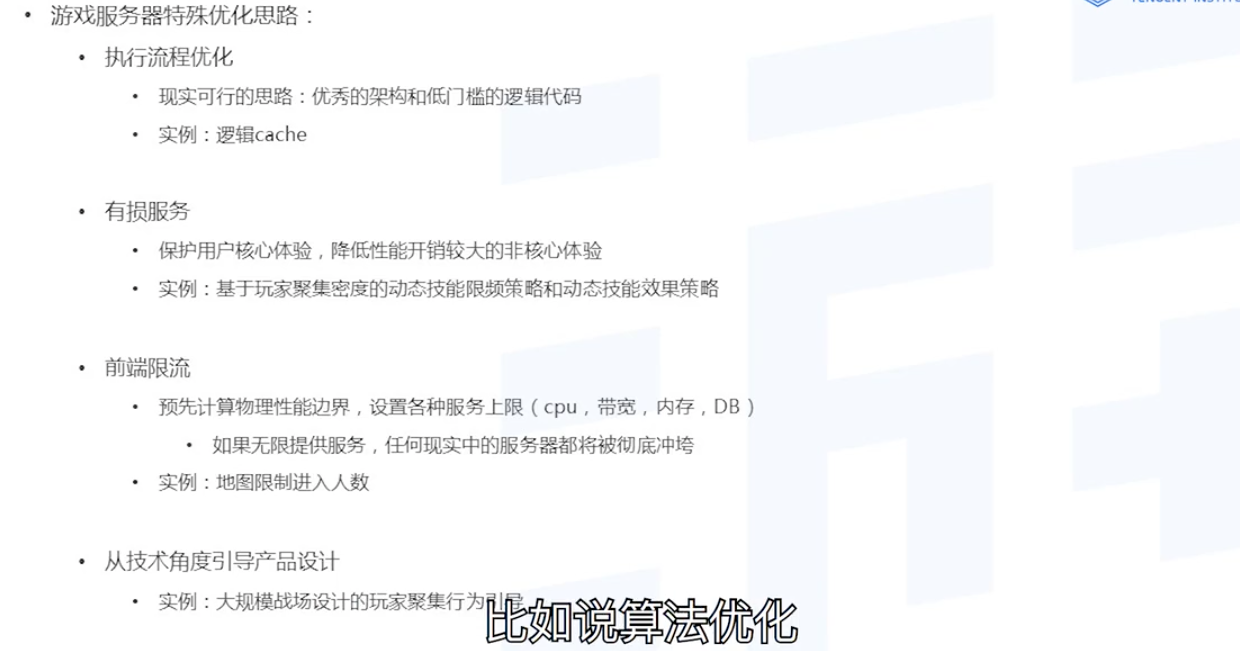 • 游戏服务器特殊优化思路：
• 执行流程优化
• 现实可行的思路：优秀的架构和低门槛的逻辑代码
• 实例：逻辑cache
• 有损服务
• 保护用户核心体验，降低性能开销较大的非核心体验
• 实例：基于玩家聚集密度的动态技能限频策略和动态技能效果策略
• 前端限流
• 预先计算物理性能边界，设置各种服务上限（cpu，带宽，内存，DB）
• 如果无限提供服务，任何现实中的服务器都将被彻底冲垮
• 实例：地图限制进入人数
• 从技术角度引导产品设计
• 实例：大规模战场设计的玩家聚集行为引导
比如说算法优化